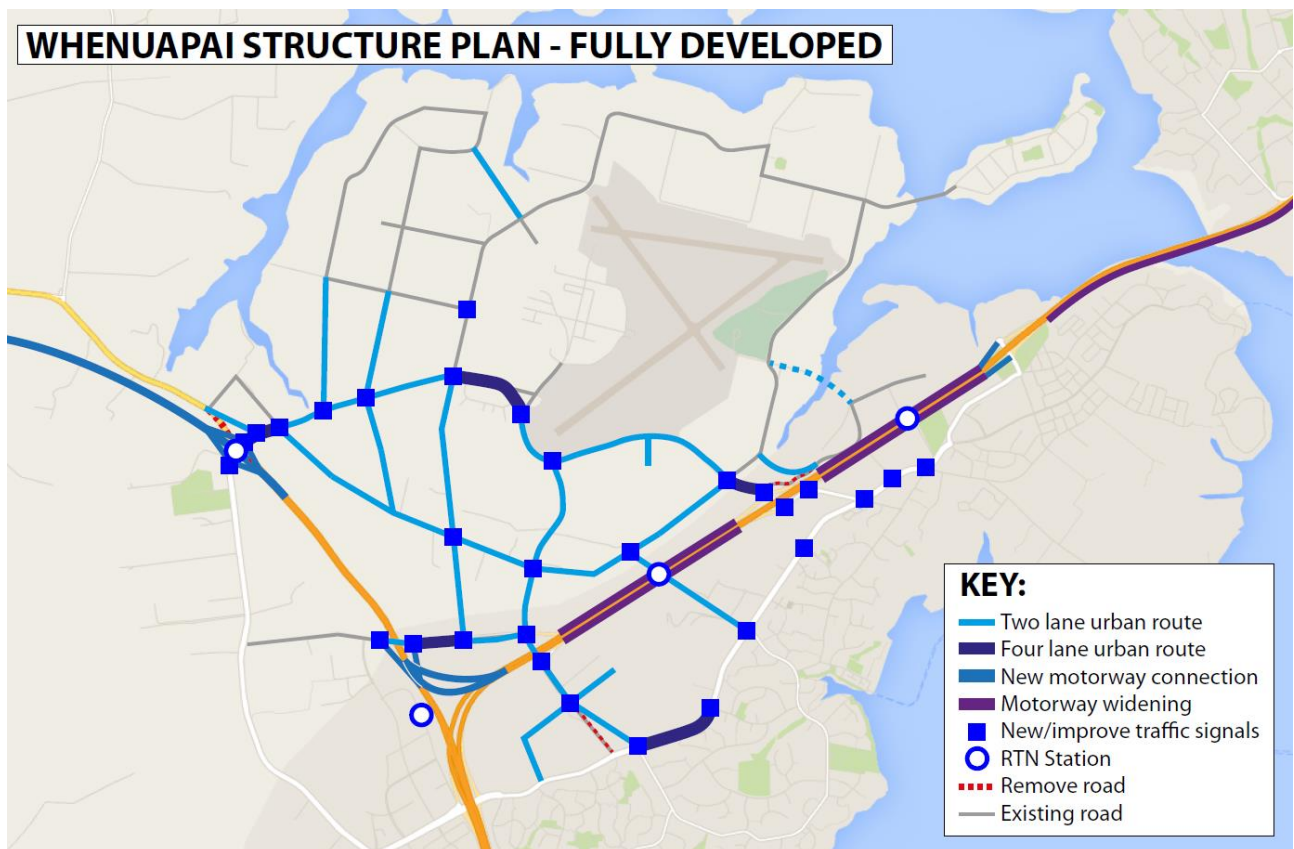 WHENUAPAI STRUCTURE PLAN - FULLY DEVELOPED
KEY:
Two lane urban route
Four lane urban route
New motorway connection
Motorway widening
New/improve traffic signals
RTN Station
Remove road
Existing road